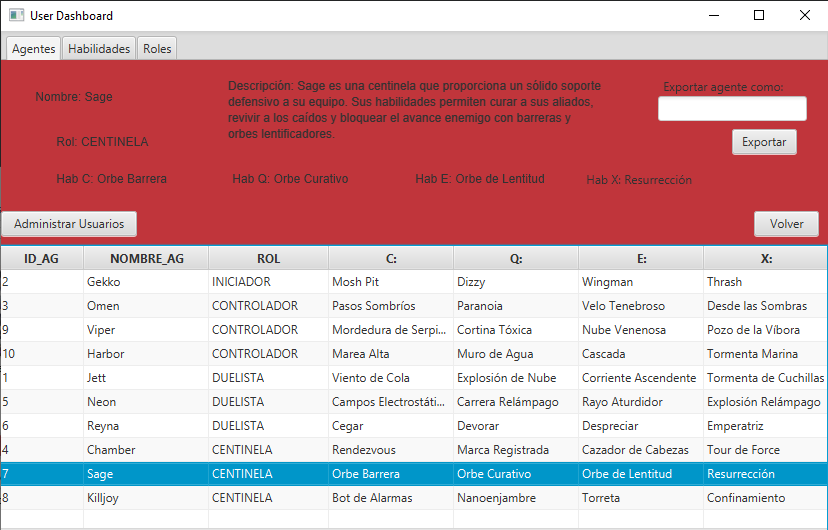 User Dashboard
Agentes Habilidades Roles
Nombre: Sage
Descripción: Sage es una centinela que proporciona un sólido soporte
defensivo a su equipo. Sus habilidades permiten curar a sus aliados,
revivir a los caídos y bloquear el avance enemigo con barreras y
orbes lentificadores.
Exportar agente como:
Rol: CENTINELA
Exportar
Hab C: Orbe Barrera Hab Q: Orbe Curativo Hab E: Orbe de Lentitud Hab X: Resurrección
Administrar Usuarios Volver
ID_AG NOMBRE_AG ROL C: Q: E: X:
2 Gekko INICIADOR Mosh Pit Dizzy Wingman Thrash
3 Omen CONTROLADOR Pasos Sombríos Paranoia Velo Tenebroso Desde las Sombras
9 Viper CONTROLADOR Mordedura de Serpi... Cortina Tóxica Nube Venenosa Pozo de la Víbora
10 Harbor CONTROLADOR Marea Alta Muro de Agua Cascada Tormenta Marina
1 Jett DUELISTA Viento de Cola Explosión de Nube Corriente Ascendente Tormenta de Cuchillas
5 Neon DUELISTA Campos Electrostáti... Carrera Relámpago Rayo Aturdidor Explosión Relámpago
6 Reyna DUELISTA Cegar Devorar Despreciar Emperatriz
4 Chamber CENTINELA Rendezvous Marca Registrada Cazador de Cabezas Tour de Force
7 Sage CENTINELA Orbe Barrera Orbe Curativo Orbe de Lentitud Resurrección
8 Killjoy CENTINELA Bot de Alarmas Nanoenjambre Torreta Confinamiento